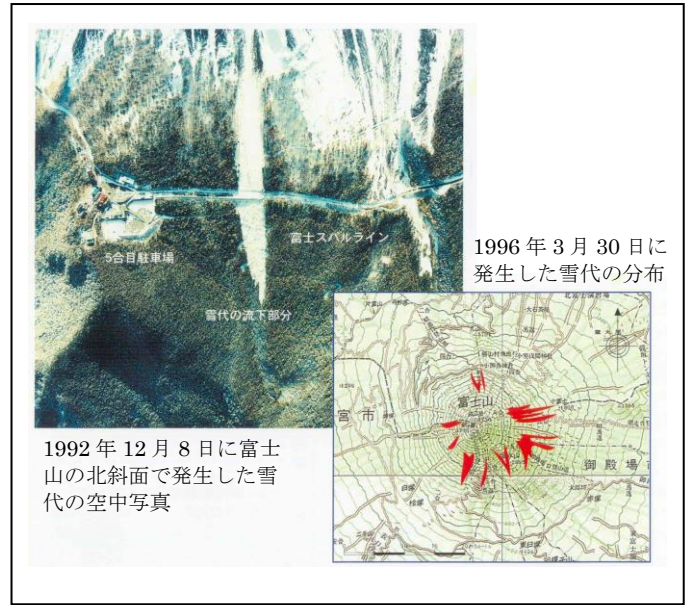 5合目駐車場
富士スバルライン
雪代の流下部分
1996 年 3 月 30 日に
発生した雪代の分布
富士山
宮 市
御 殿 場
1992 年 12 月 8 日に富士
山の北斜面で発生した雪
代の空中写真